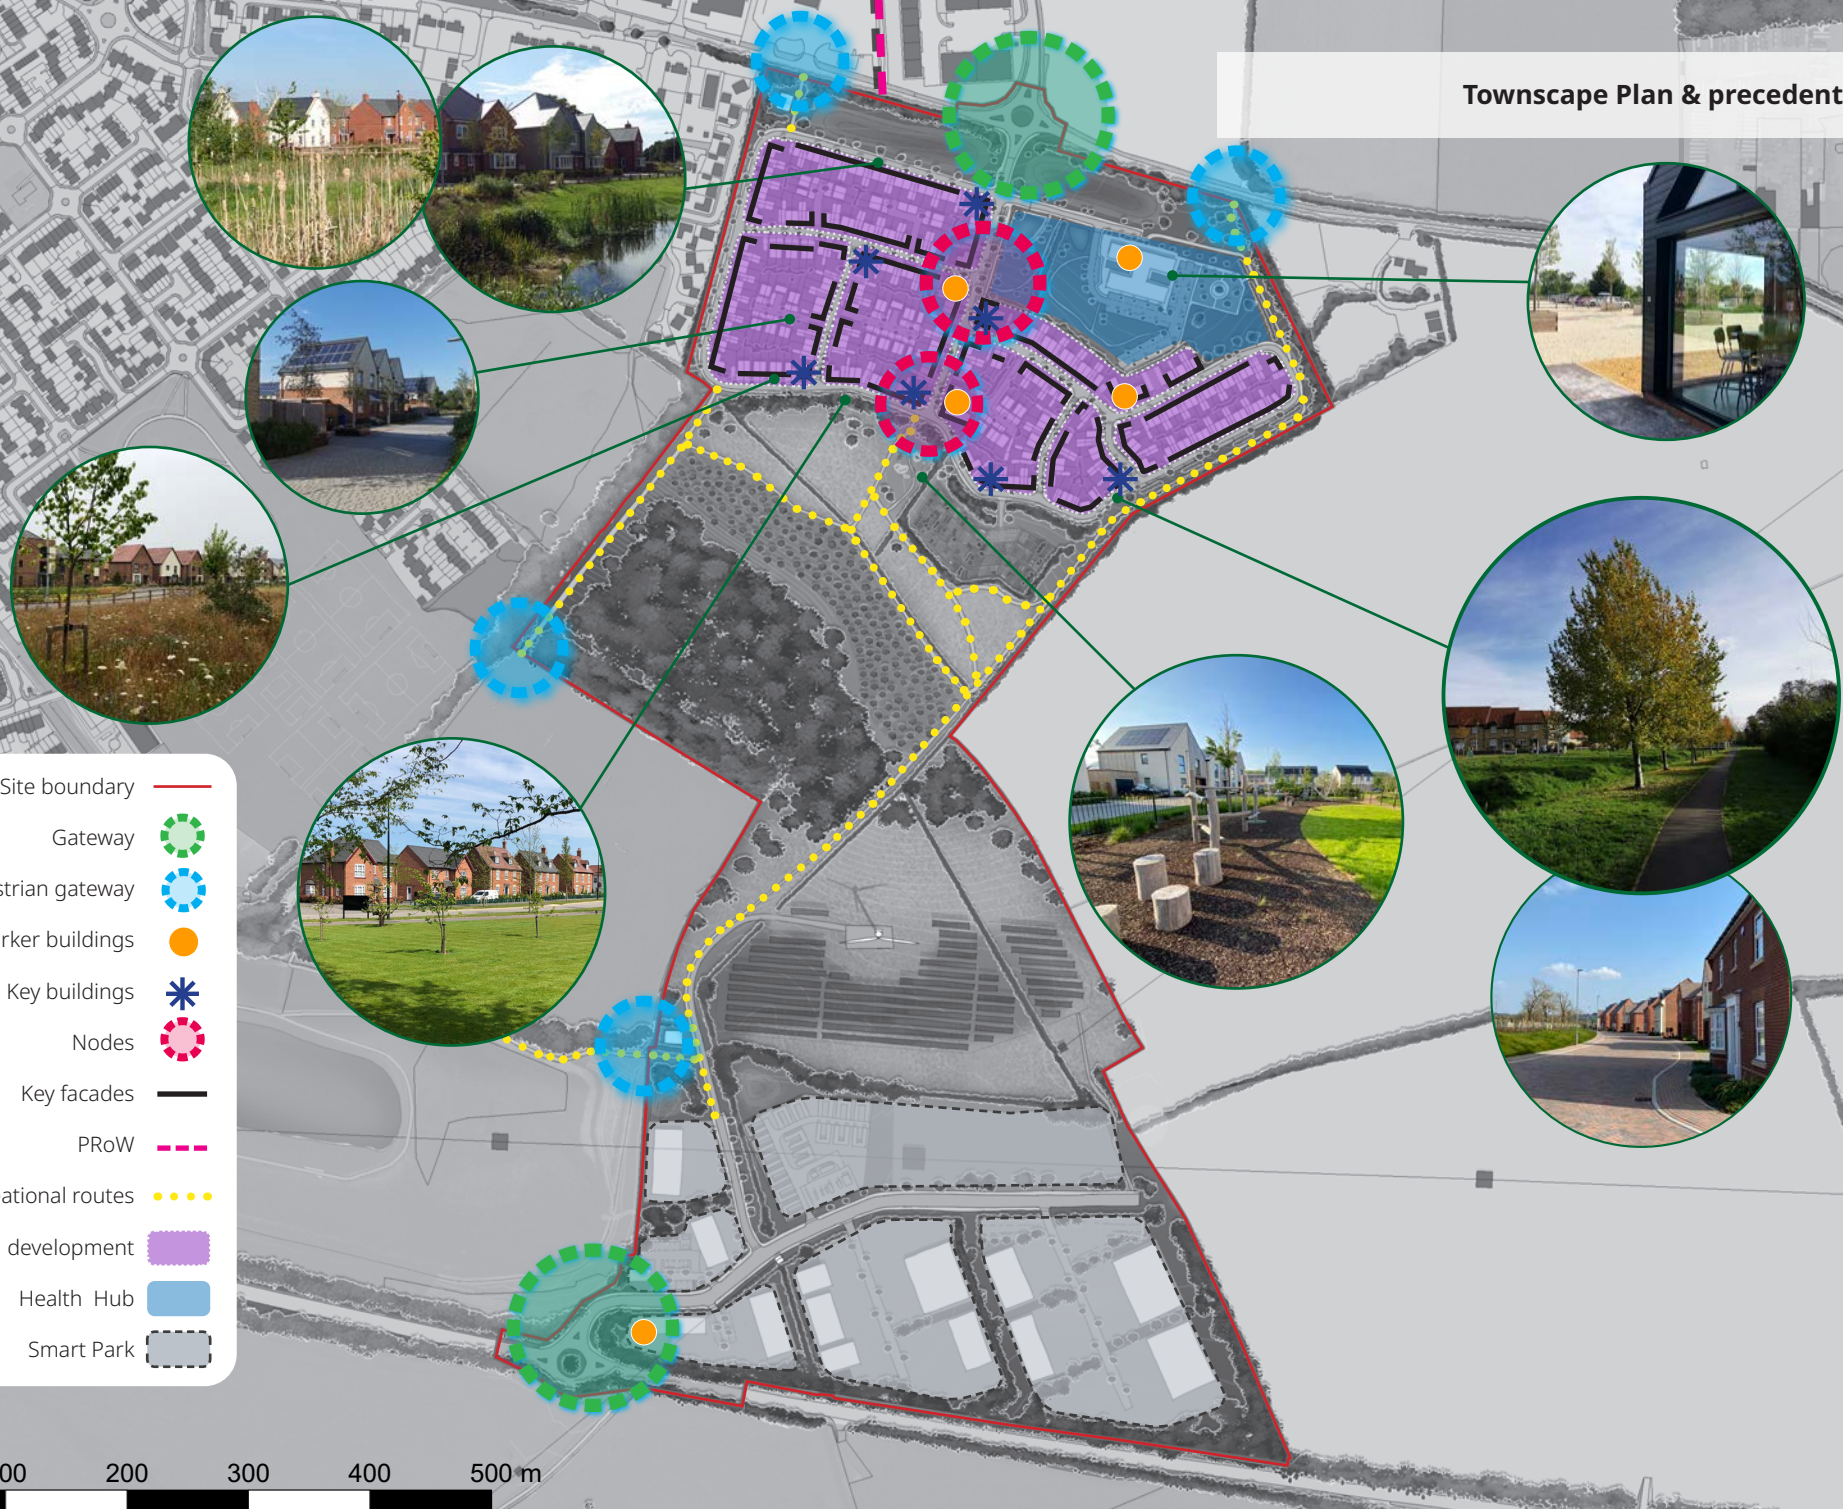 Townscape Plan & precedent
Site boundary
Gateway
strian gateway
rker buildings
Key buildings
Nodes
Key facades
PRoW
ational routes
development
Health Hub
Smart Park
00 200 300 400 500 m